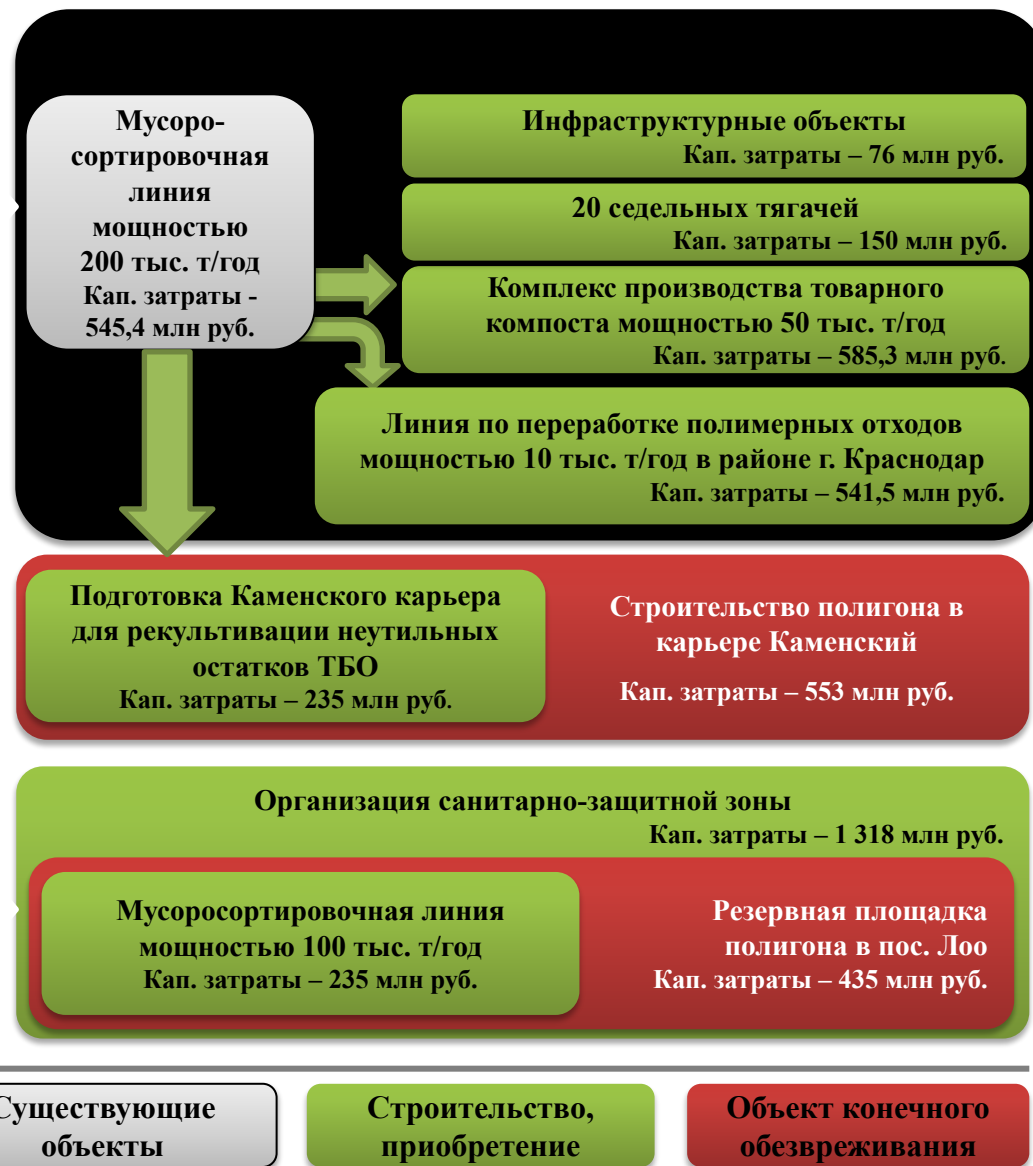 Мусоро-
сортировочная
линия
мощностью
200 тыс. т/год
Кап. затраты -
545,4 млн руб.
Инфраструктурные объекты
Кап. затраты – 76 млн руб.
20 седельных тягачей
Кап. затраты – 150 млн руб.
Комплекс производства товарного
компоста мощностью 50 тыс. т/год
Кап. затраты – 585,3 млн руб.
Линия по переработке полимерных отходов
мощностью 10 тыс. т/год в районе г. Краснодар
Кап. затраты – 541,5 млн руб.
Подготовка Каменского карьера
для рекультивации неутильных
остатков ТБО
Кап. затраты – 235 млн руб.
Строительство полигона в
карьере Каменский
Кап. затраты – 553 млн руб.
Организация санитарно-защитной зоны
Кап. затраты – 1 318 млн руб.
Мусоросортировочная линия
мощностью 100 тыс. т/год
Кап. затраты – 235 млн руб.
Резервная площадка
полигона в пос. Лоо
Кап. затраты – 435 млн руб.
Существующие
объекты
Строительство,
приобретение
Объект конечного
обезвреживания